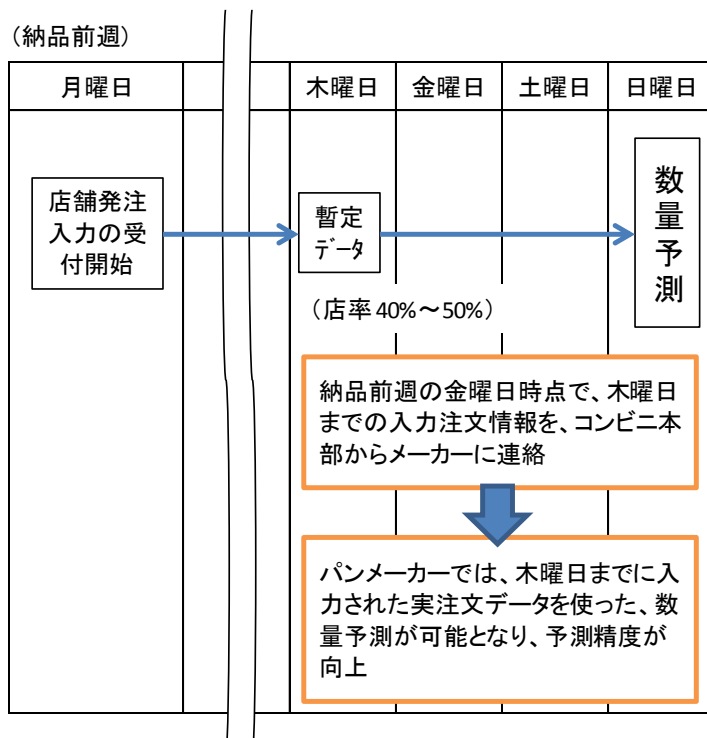 (納品前週)
月曜日
木曜日
金曜日
土曜日
日曜日
店舗発注
入力の受
付開始
暫定
データ
数量予測
(店率40%~50%)
納品前週の金曜日時点で、木曜日
までの入力注文情報を、コンビニ本
部からメーカーに連絡
パンメーカーでは、木曜日までに入
力された実注文データを使った、数
量予測が可能となり、予測精度が
向上